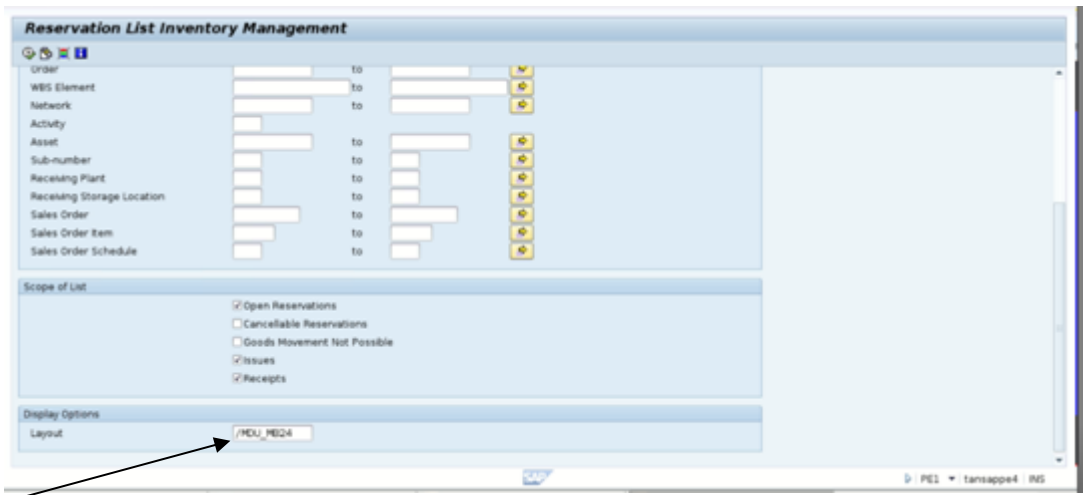 Reservation List Inventory Management
Order to
WBS Element to
Network to
Activity
Asset to
Sub-number to
Receiving Plant to
Receiving Storage Location to
Sales Order to
Sales Order Item to
Sales Order Schedule to
Scope of List
Open Reservations
Cancellable Reservations
Goods Movement Not Possible
Issues
Receipts
Display Options
Layout /MDU_MB24
SAP
PE1 tansappe4 INS